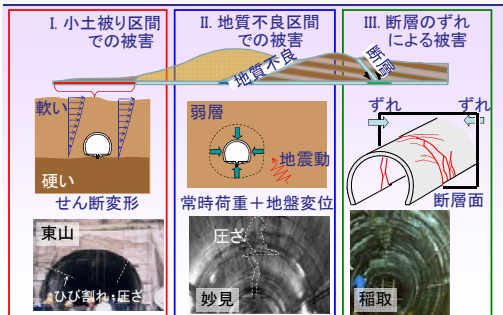 I. 小土被り区間
での被害
II. 地質不良区間
での被害
III. 断層のずれ
による被害
地質不良
断層
軟い
硬い
せん断変形
東山
ひび割れ・圧ざ
弱層
地震動
常時荷重＋地盤変位
圧ざ
妙見
ずれ
ずれ
断層面
稲取